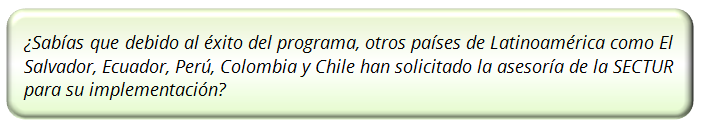 ¿Sabías que debido al éxito del programa, otros países de Latinoamérica como El
Salvador, Ecuador, Perú, Colombia y Chile han solicitado la asesoría de la SECTUR
para su implementación?